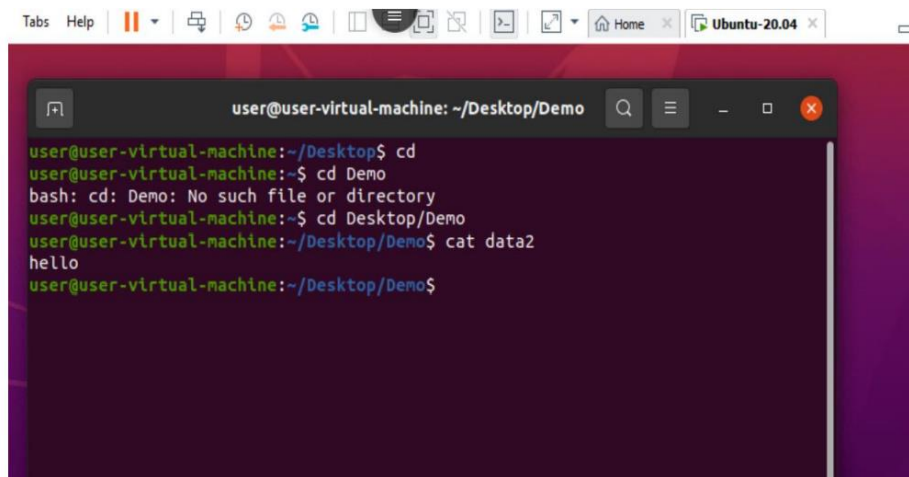 Tabs Help Home Ubuntu-20.04
user@user-virtual-machine: ~/Desktop/Demo
user@user-virtual-machine:~/Desktop$ cd
user@user-virtual-machine:~$ cd Demo
bash: cd: Demo: No such file or directory
user@user-virtual-machine:~$ cd Desktop/Demo
user@user-virtual-machine:~/Desktop/Demo$ cat data2
hello
user@user-virtual-machine:~/Desktop/Demo$